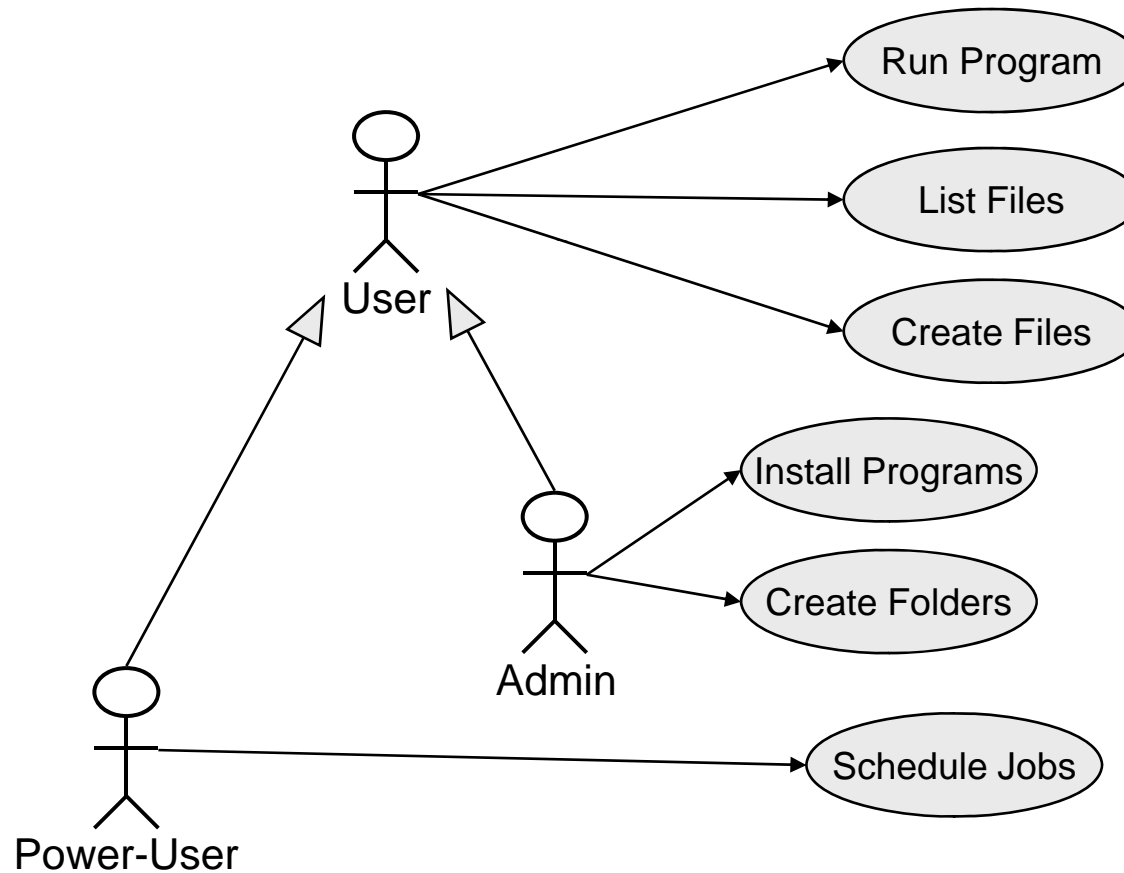 Run Program
List Files
User
Create Files
Install Programs
Create Folders
Admin
Schedule Jobs
Power-User